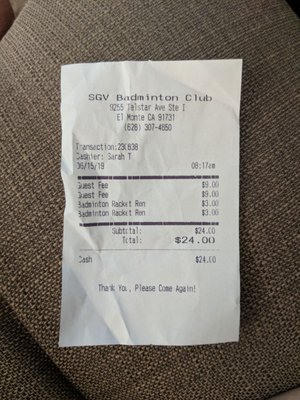 SGV Badminton Club
9255 Telstar Ave Ste I
El Monte CA 91731
(626) 307-4650
Transaction:
Cashier: Sarah T
06/15/19 08:17am
Guest Fee $9.00
Guest Fee $9.00
Badminton Racket Ren $3.00
Badminton Racket Ren $3.00
Subtotal: $24.00
Total: $24.00
Cash $24.00
Thank You, Please Come Again!